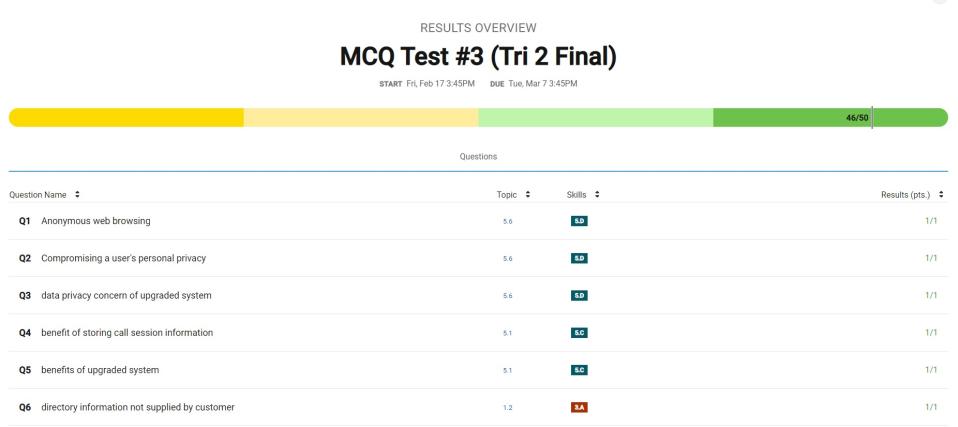 RESULTS OVERVIEW
MCQ Test #3 (Tri 2 Final)
START Fri, Feb 17 3:45PM DUE Tue, Mar 7 3:45PM
46/50
Questions
Question Name Topic Skills Results (pts.)
Q1 Anonymous web browsing 5.6 5.D 1/1
Q2 Compromising a user's personal privacy 5.6 5.D 1/1
Q3 data privacy concern of upgraded system 5.6 5.D 1/1
Q4 benefit of storing call session information 5.1 5.C 1/1
Q5 benefits of upgraded system 5.1 5.C 1/1
Q6 directory information not supplied by customer 1.2 3.A 1/1